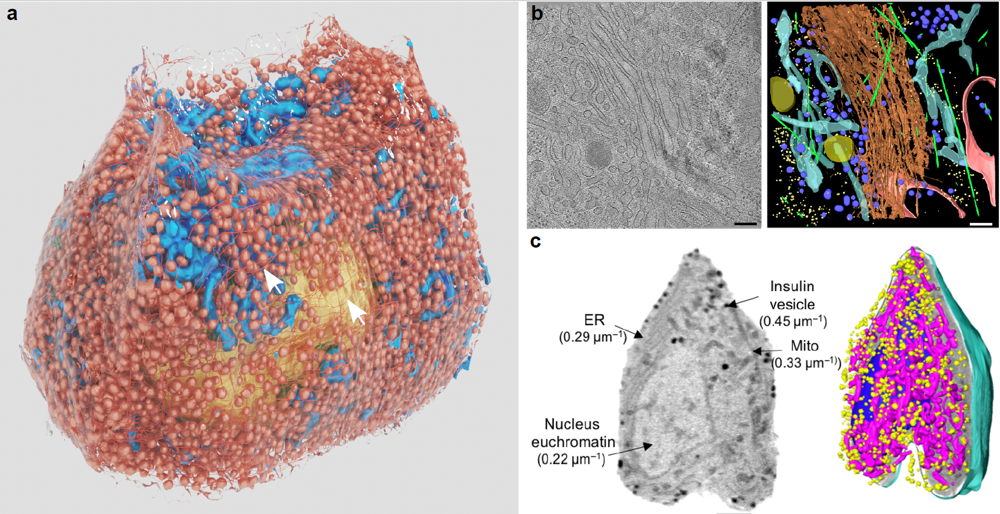 a
b
c
Insulin
vesicle
(0.45 µm⁻¹)
ER
(0.29 µm⁻¹)
Mito
(0.33 µm⁻¹)
Nucleus
euchromatin
(0.22 µm⁻¹)